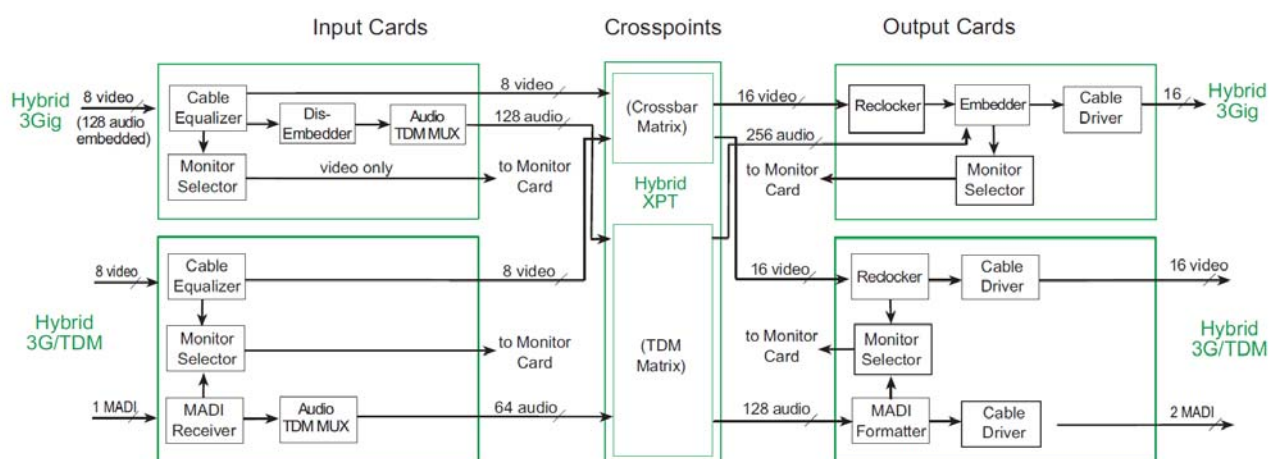 Input Cards
Crosspoints
Output Cards
Hybrid
3Gig
8 video
(128 audio
embedded)
Cable
Equalizer
Dis-
Embedder
Audio
TDM MUX
Monitor
Selector
video only
8 video
128 audio
to Monitor
Card
(Crossbar
Matrix)
Hybrid
XPT
16 video
256 audio
to Monitor
Card
Reclocker
Embedder
Cable
Driver
Monitor
Selector
16
Hybrid
3Gig
8 video
Hybrid
3G/TDM
1 MADI
Cable
Equalizer
Monitor
Selector
MADI
Receiver
Audio
TDM MUX
8 video
to Monitor
Card
64 audio
(TDM
Matrix)
16 video
to Monitor
Card
128 audio
Reclocker
Cable
Driver
Monitor
Selector
MADI
Formatter
Cable
Driver
16 video
Hybrid
3G/TDM
2 MADI